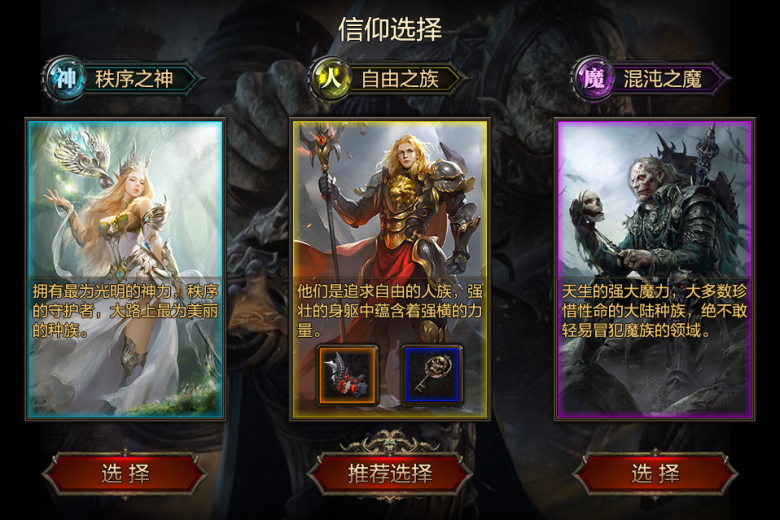 信仰选择
神 秩序之神
人 自由之族
魔 混沌之魔
拥有最为光明的神力，秩序
的守护者，大路上最为美丽
的种族。
他们是追求自由的人族，强
壮的身驱中蕴含着强横的力
量。
天生的强大魔力，大多数珍
惜性命的大陆种族，绝不敢
轻易冒犯魔族的领域。
选 择
推荐选择
选 择